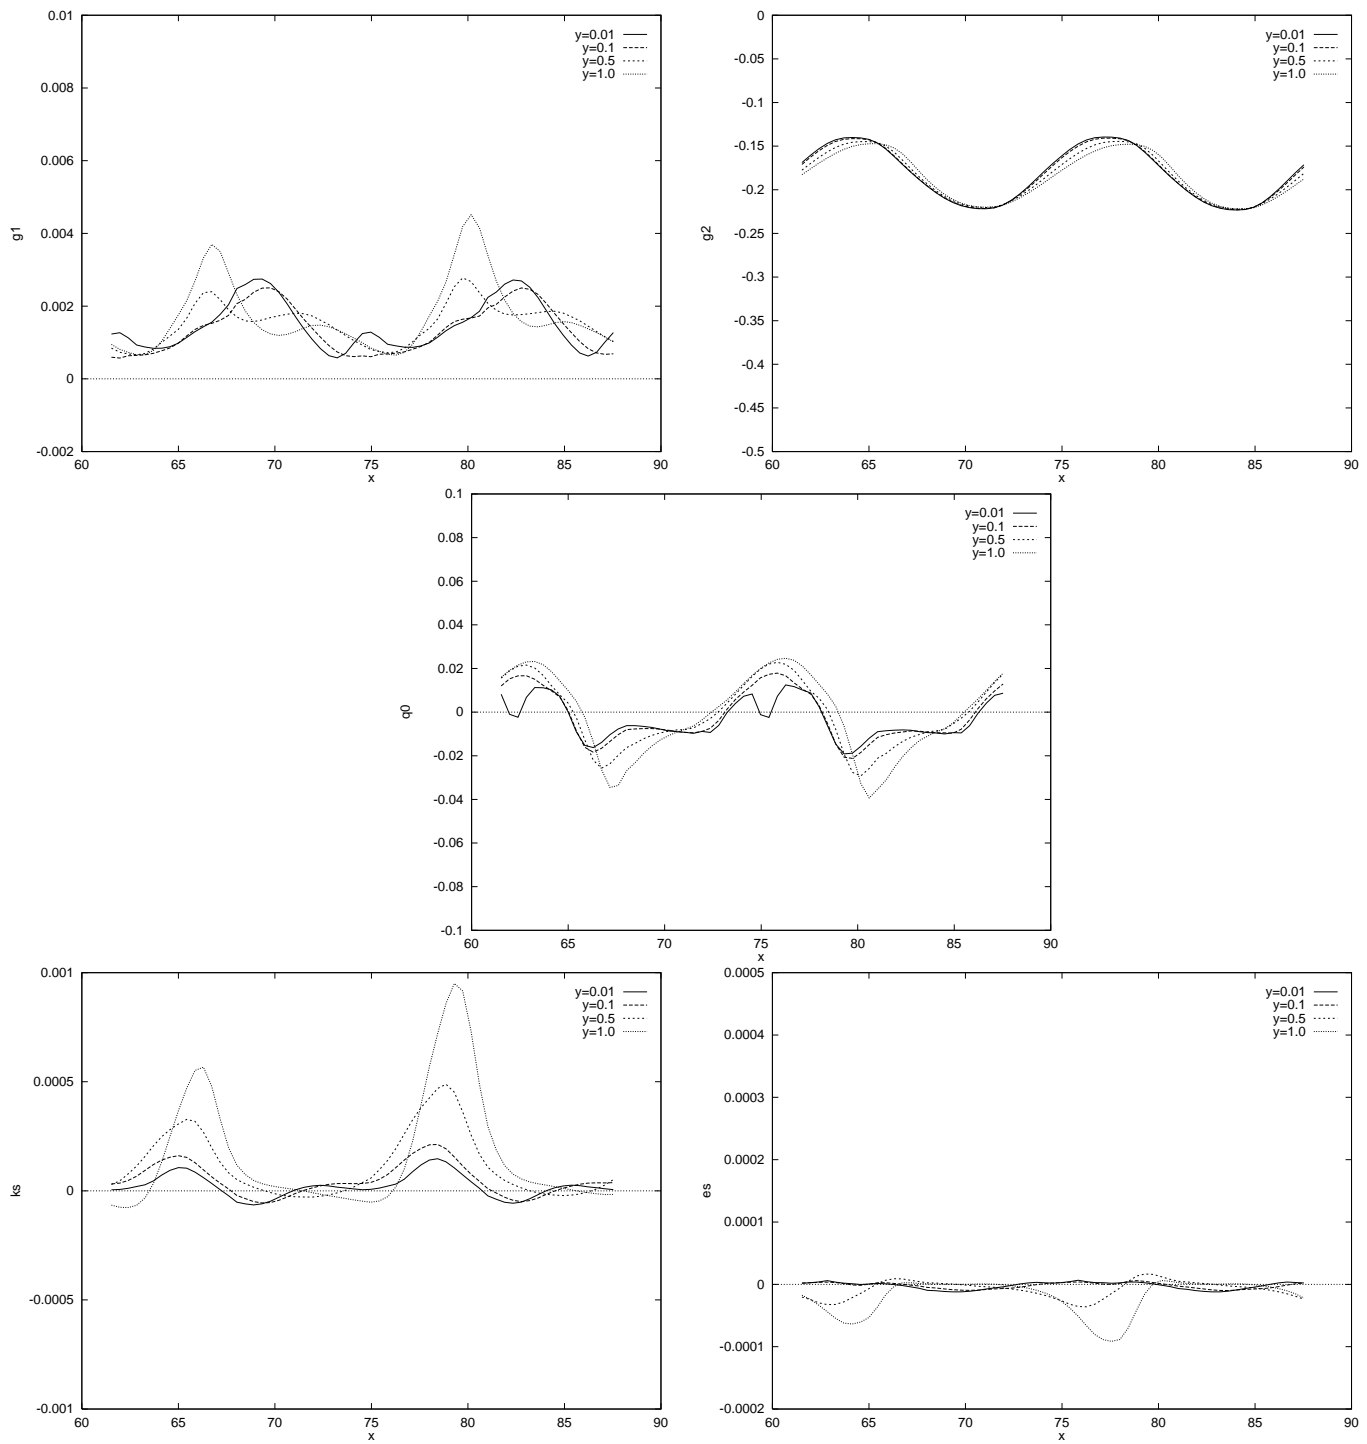 0.01
0.008
0.006
0.004
0.002
0
-0.002
60 65 70 75 80 85 90
x
g1
y=0.01
y=0.1
y=0.5
y=1.0
0
-0.05
-0.1
-0.15
-0.2
-0.25
-0.3
-0.35
-0.4
-0.45
-0.5
60 65 70 75 80 85 90
x
g2
y=0.01
y=0.1
y=0.5
y=1.0
0.1
0.08
0.06
0.04
0.02
0
-0.02
-0.04
-0.06
-0.08
-0.1
60 65 70 75 80 85 90
x
q0
y=0.01
y=0.1
y=0.5
y=1.0
0.001
0.0005
0
-0.0005
-0.001
60 65 70 75 80 85 90
x
ks
y=0.01
y=0.1
y=0.5
y=1.0
0.0005
0.0004
0.0003
0.0002
0.0001
0
-0.0001
-0.0002
60 65 70 75 80 85 90
x
es
y=0.01
y=0.1
y=0.5
y=1.0